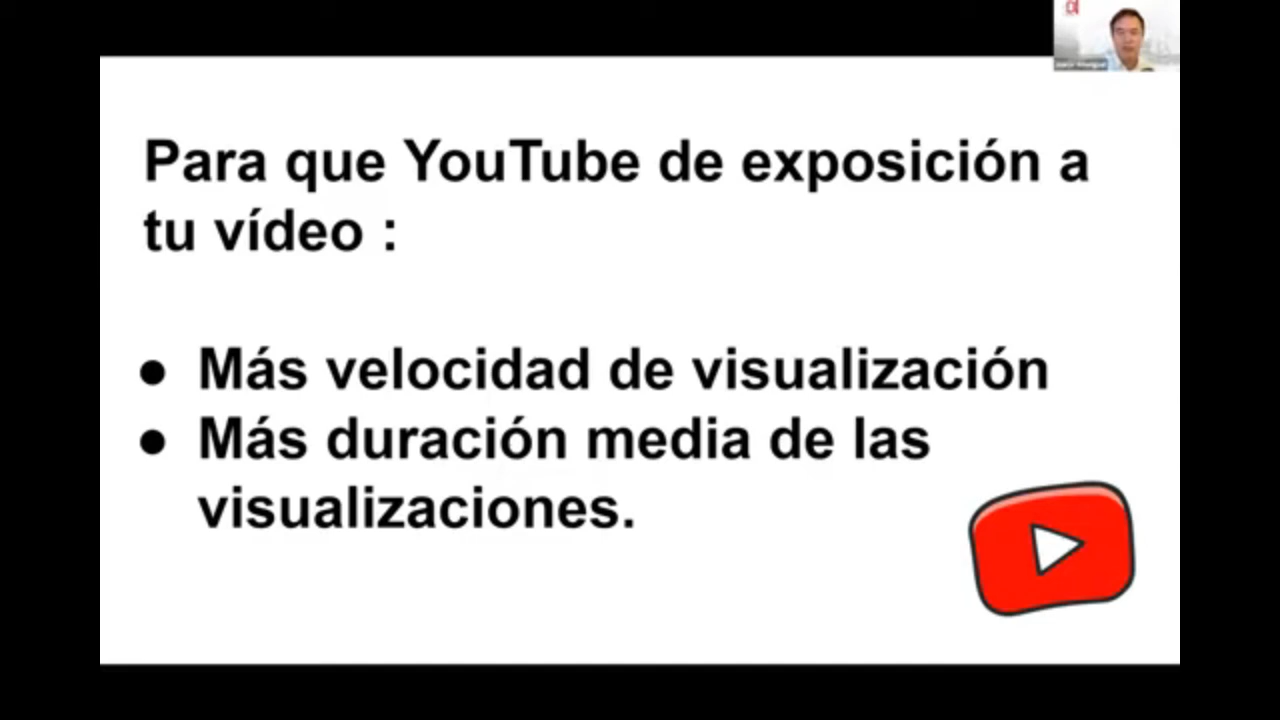 Para que YouTube de exposición a
tu vídeo :
● Más velocidad de visualización
● Más duración media de las
visualizaciones.